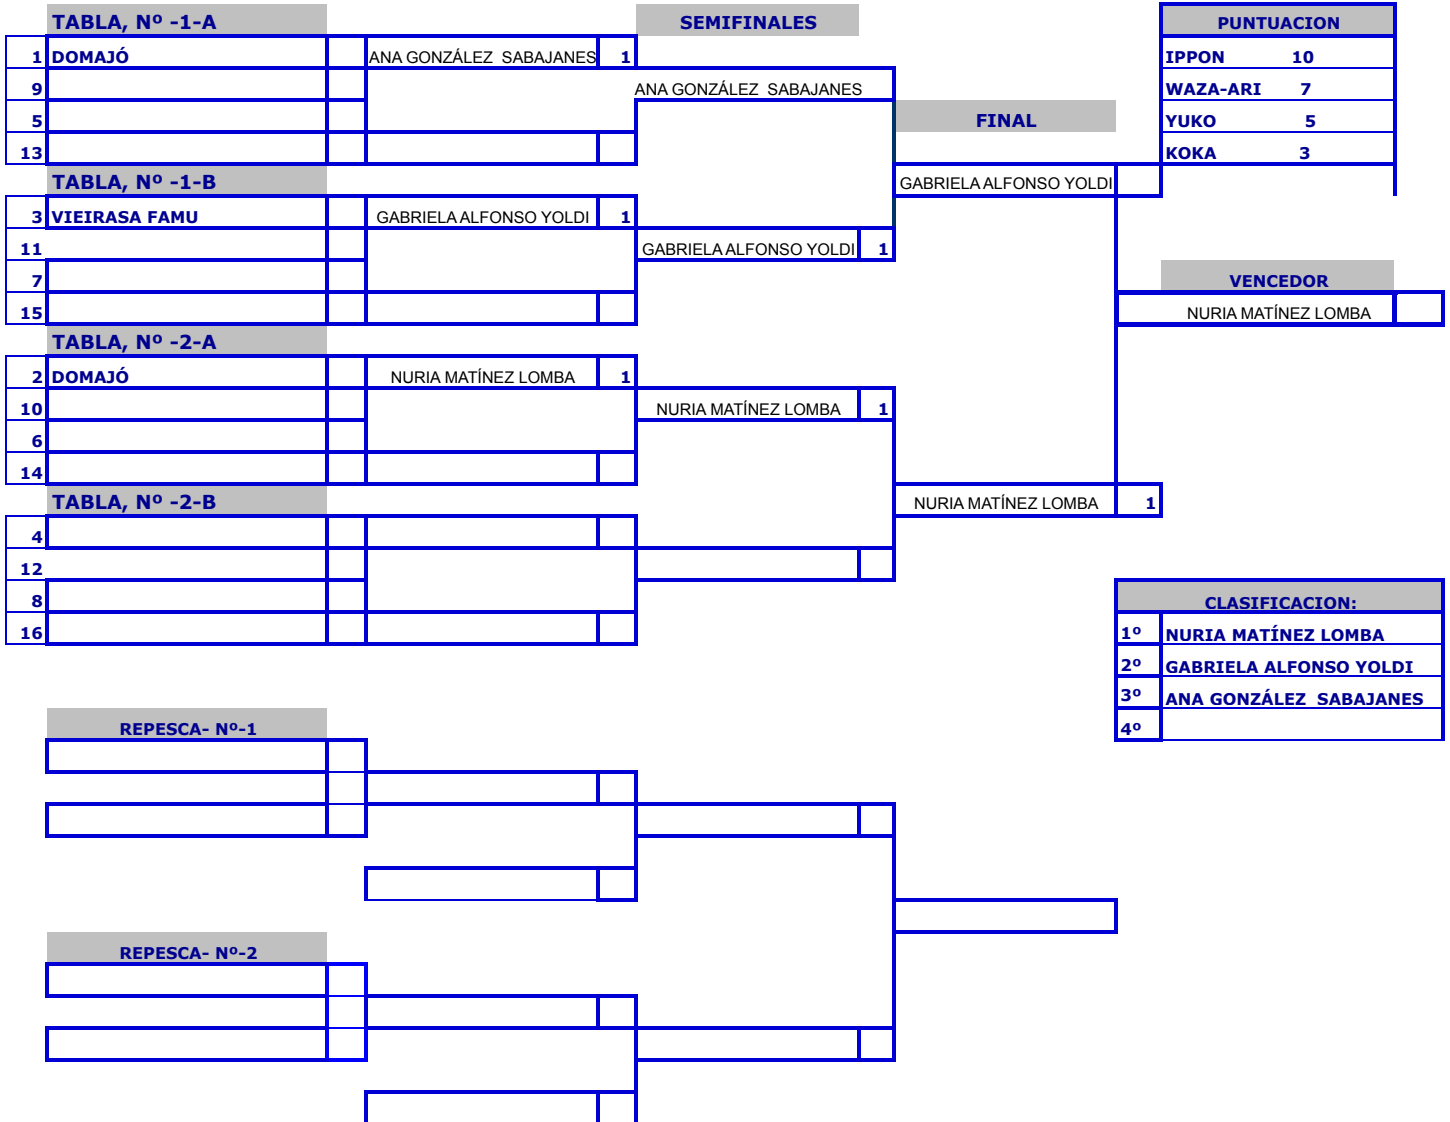 TABLA, Nº -1-A SEMIFINALES PUNTUACION
1 DOMAJÓ ANA GONZÁLEZ  SABAJANES 1 IPPON 10
9 ANA GONZÁLEZ  SABAJANES WAZA-ARI 7
5 FINAL YUKO 5
13 KOKA 3
TABLA, Nº -1-B GABRIELA ALFONSO YOLDI
3 VIEIRASA FAMU GABRIELA ALFONSO YOLDI 1
11 GABRIELA ALFONSO YOLDI 1
7 VENCEDOR
15 NURIA MATÍNEZ LOMBA
TABLA, Nº -2-A
2 DOMAJÓ NURIA MATÍNEZ LOMBA 1
10 NURIA MATÍNEZ LOMBA 1
6
14
TABLA, Nº -2-B NURIA MATÍNEZ LOMBA 1
4
12
8 CLASIFICACION:
16 1º NURIA MATÍNEZ LOMBA
2º GABRIELA ALFONSO YOLDI
3º ANA GONZÁLEZ  SABAJANES
REPESCA- Nº-1 4º
REPESCA- Nº-2